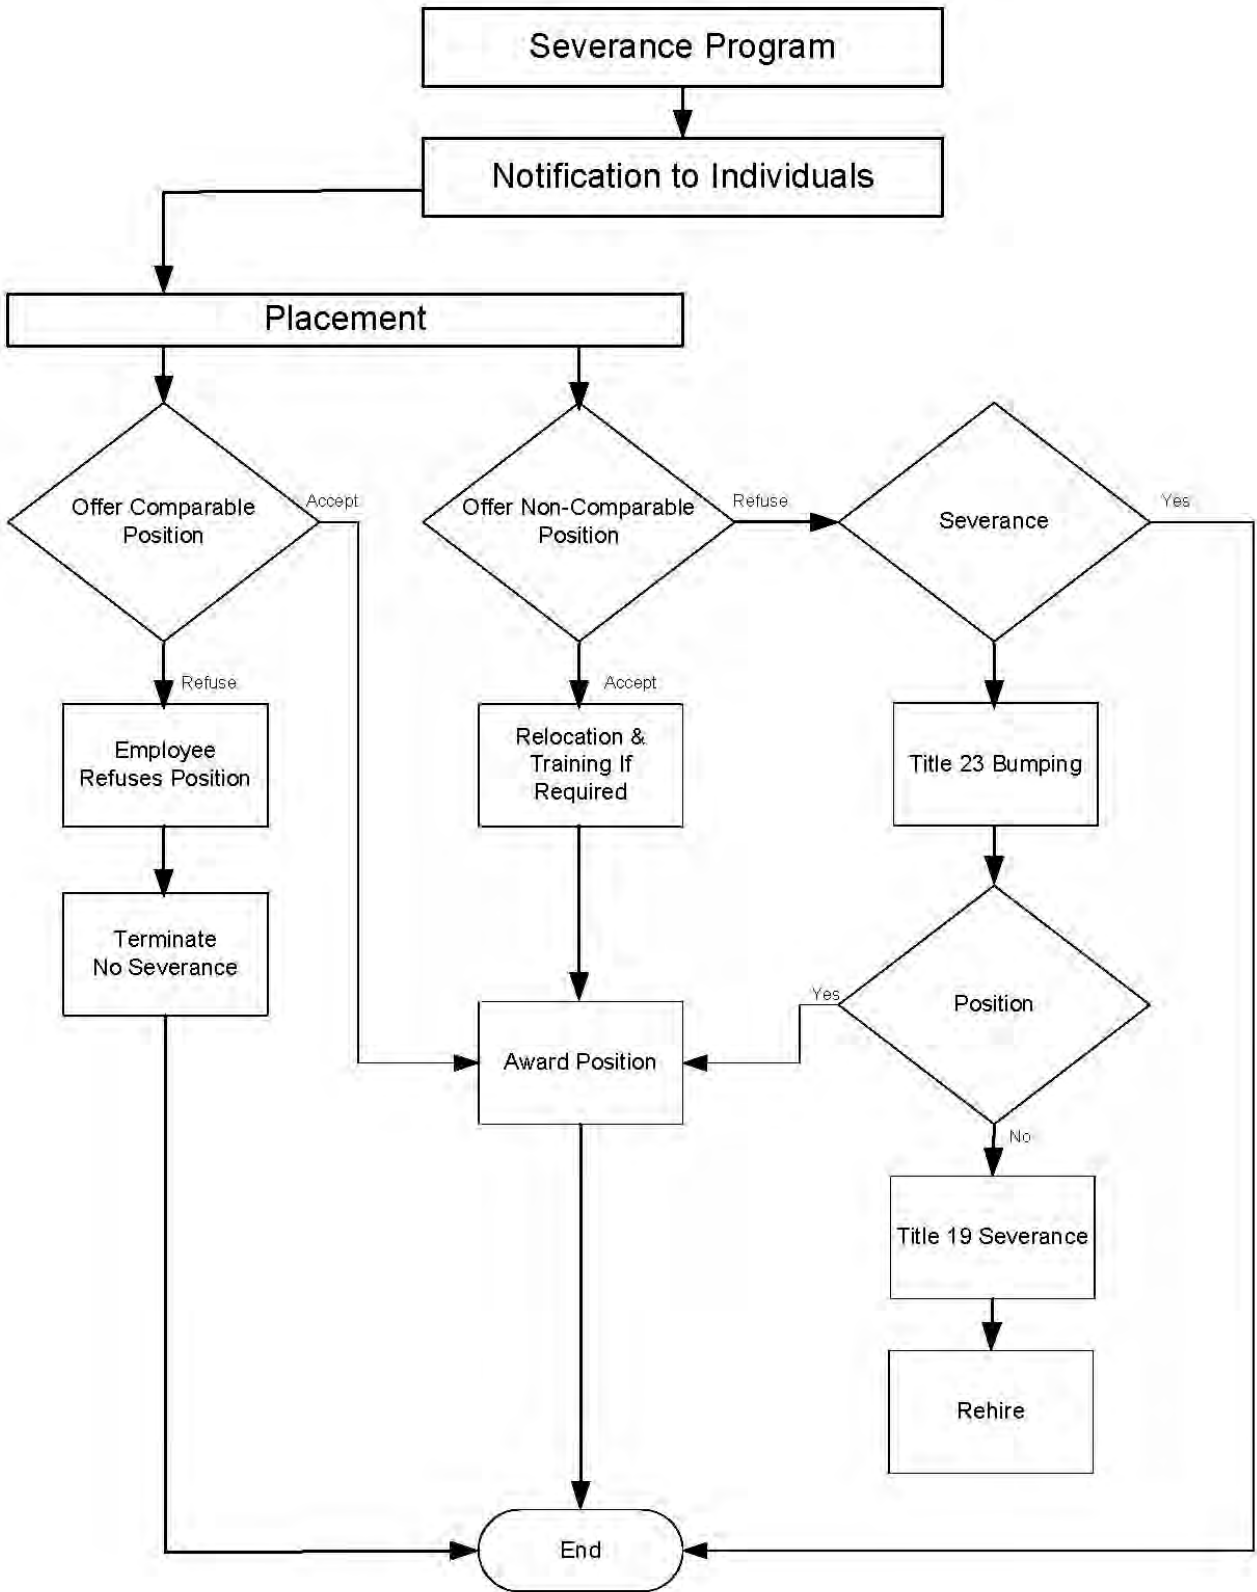 Severance Program
Notification to Individuals
Placement
Offer Comparable
Position
Accept
Offer Non-Comparable
Position
Refuse
Severance
Yes
Refuse
Accept
Employee
Refuses Position
Relocation &
Training If
Required
Title 23 Bumping
Terminate
No Severance
Yes
Position
Award Position
No
Title 19 Severance
Rehire
End